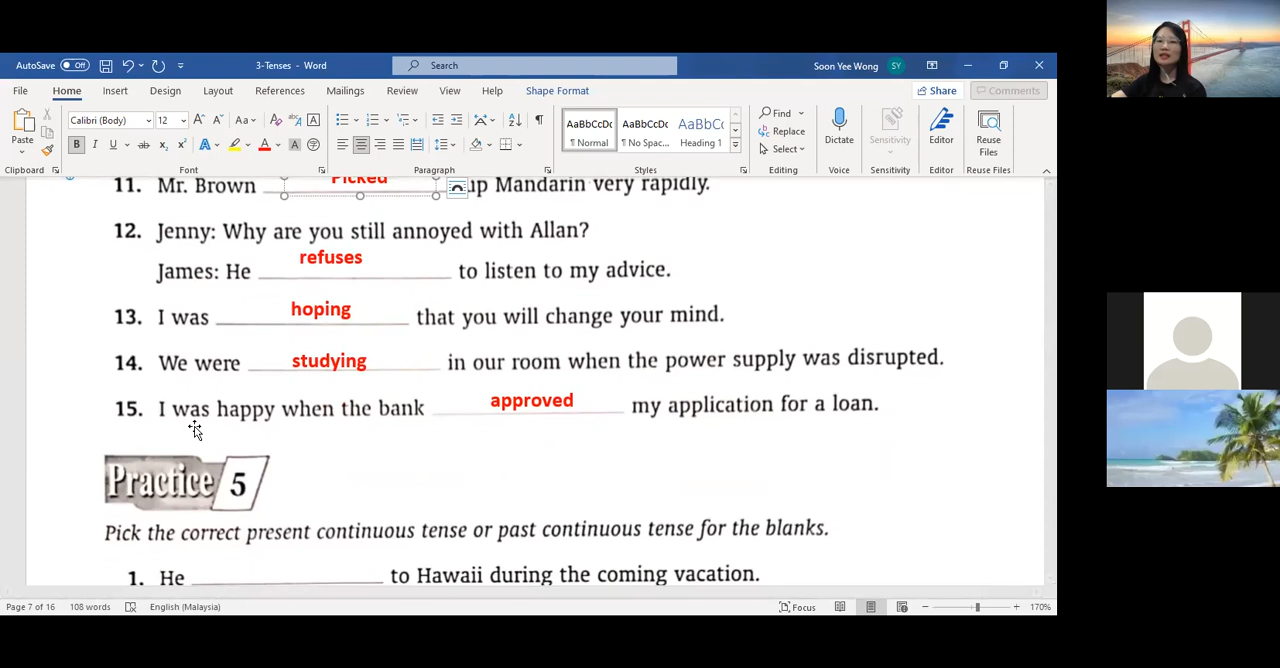 AutoSave Off 3-Tenses - Word Search Soon Yee Wong SY
File Home Insert Design Layout References Mailings Review View Help Shape Format Share Comments
Calibri (Body) 12 Aa AaBbCcDc AaBbCcDc AaBbC Find
Paste Normal No Spac... Heading 1 Replace Select Dictate Sensitivity Editor Reuse Files
Clipboard Font Paragraph Styles Editing Voice Sensitivity Editor Reuse Files
11. Mr. Brown Picked up Mandarin very rapidly.
12. Jenny: Why are you still annoyed with Allan?
James: He refuses to listen to my advice.
13. I was hoping that you will change your mind.
14. We were studying in our room when the power supply was disrupted.
15. I was happy when the bank approved my application for a loan.
Practice 5
Pick the correct present continuous tense or past continuous tense for the blanks.
1. He to Hawaii during the coming vacation.
Page 7 of 16 108 words English (Malaysia) Focus 170%